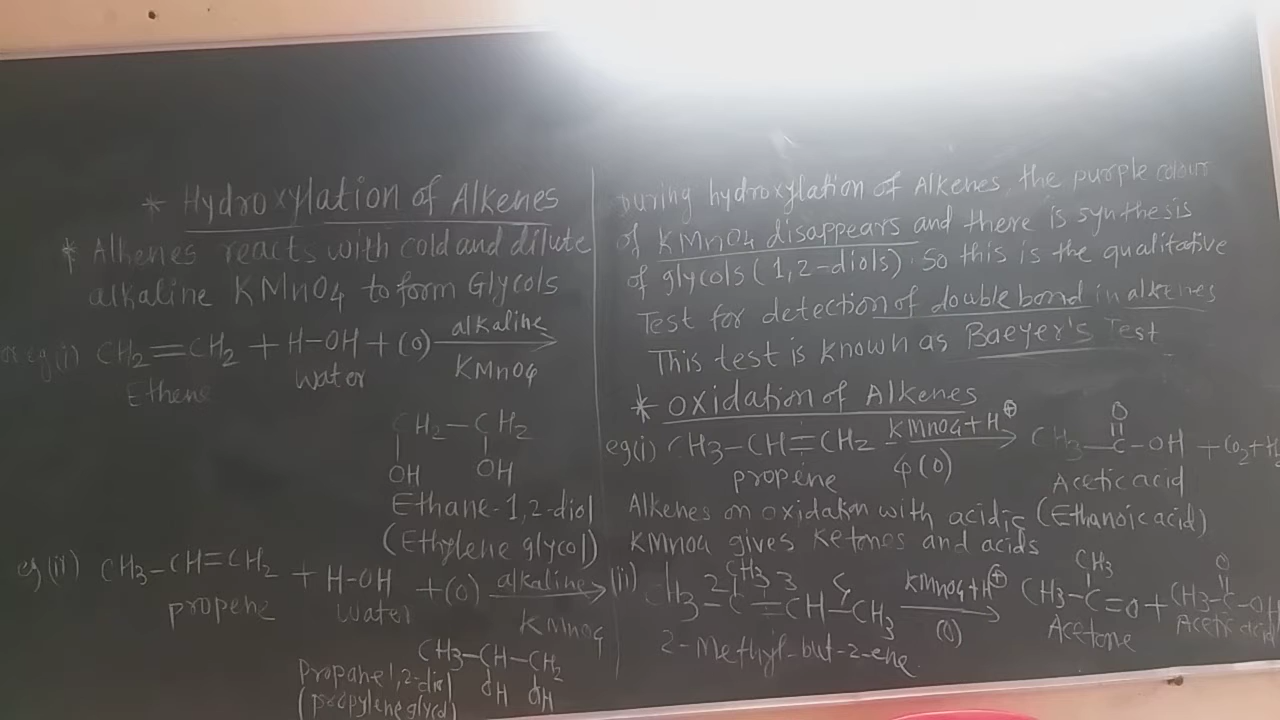 * Hydroxylation of Alkenes
* Alkenes reacts with cold and dilute
alkaline KMnO4 to form Glycols
eg(i) CH2=CH2 + H-OH + (O) alkaline KMnO4 →
Ethene Water
CH2-CH2
OH OH
Ethane-1,2-diol
(Ethylene glycol)
eg(ii) CH3-CH=CH2 + H-OH + (O) alkaline KMnO4 →
propene Water
CH3-CH-CH2
OH OH
Propane 1,2-diol
(propylene glycol)
During hydroxylation of Alkenes, the purple colour
of KMnO4 disappears and there is synthesis
of glycols (1,2-diols). So this is the qualitative
Test for detection of double bond in alkenes
This test is known as Baeyer's Test
* Oxidation of Alkenes
O
eg(i) CH3-CH=CH2 KMnO4+H⊕ 4(O) → CH3-C-OH + CO2+H2
propene Acetic acid
(Ethanoic acid)
Alkenes on oxidation with acidic
KMnO4 gives Ketones and acids
CH3 CH3 O
(ii) CH3-2C=3CH-4CH3 KMnO4+H⊕ (O) → CH3-C=O + CH3-C-OH
2-Methyl-but-2-ene Acetone Acetic acid